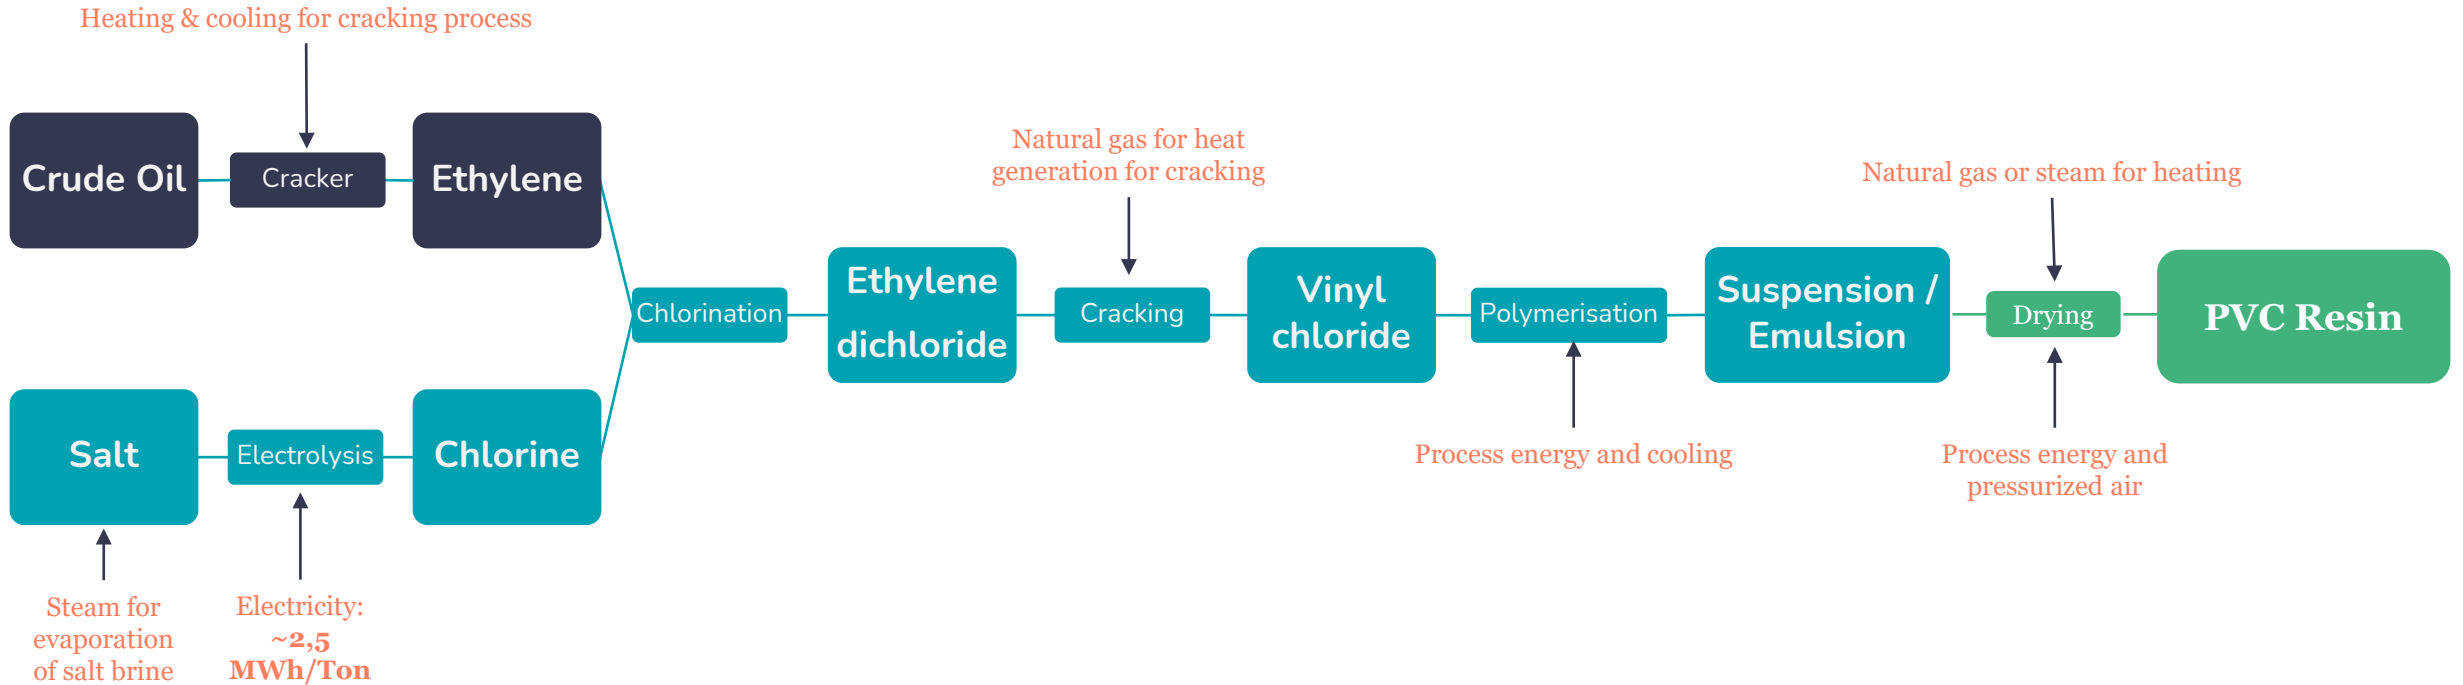 Heating & cooling for cracking process
Crude Oil
Cracker
Ethylene
Natural gas for heat
generation for cracking
Natural gas or steam for heating
Chlorination
Ethylene
dichloride
Cracking
Vinyl
chloride
Polymerisation
Suspension /
Emulsion
Drying
PVC Resin
Salt
Electrolysis
Chlorine
Process energy and cooling
Process energy and
pressurized air
Steam for
evaporation
of salt brine
Electricity:
~2,5
MWh/Ton